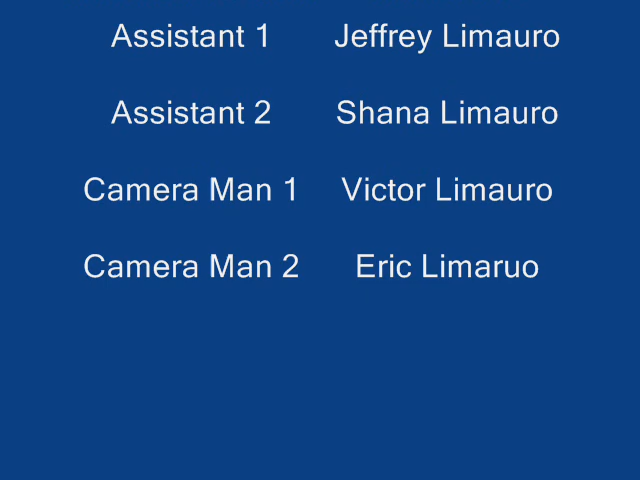 Assistant 1 Jeffrey Limauro
Assistant 2 Shana Limauro
Camera Man 1 Victor Limauro
Camera Man 2 Eric Limaruo